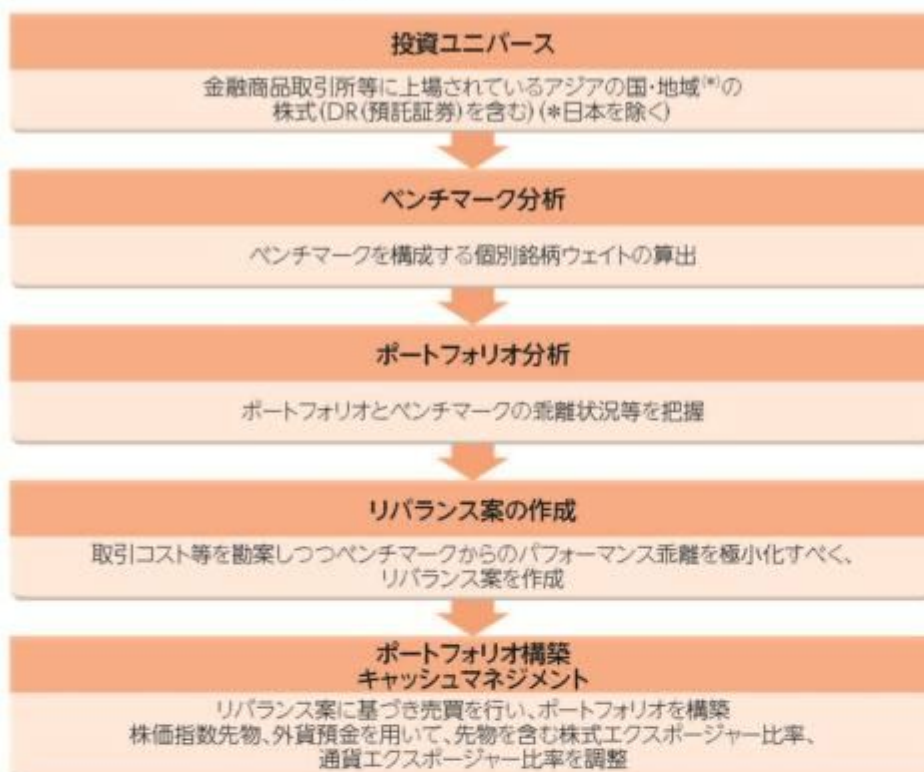 投資ユニバース
金融商品取引所等に上場されているアジアの国・地域(*)の
株式(DR(預託証券)を含む)(*日本を除く)
ベンチマーク分析
ベンチマークを構成する個別銘柄ウェイトの算出
ポートフォリオ分析
ポートフォリオとベンチマークの乖離状況等を把握
リバランス案の作成
取引コスト等を勘案しつつベンチマークからのパフォーマンス乖離を極小化すべく、
リバランス案を作成
ポートフォリオ構築
キャッシュマネジメント
リバランス案に基づき売買を行い、ポートフォリオを構築
株価指数先物、外貨預金を用いて、先物を含む株式エクスポージャー比率、
通貨エクスポージャー比率を調整